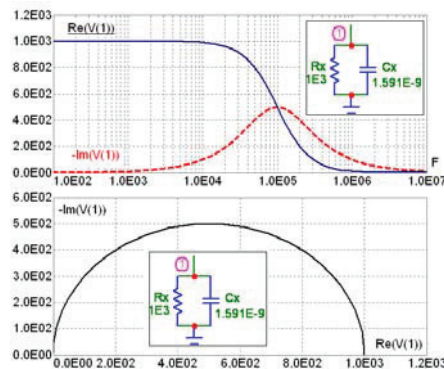 1.2E03
Re(V(1))
1.0E03
8.0E02
6.0E02
4.0E02
2.0E02
-Im(V(1))
0.0E00
1.0E02
1.0E03
1.0E04
1.0E05
1.0E06
1.0E07
F
1
Rx
1E3
Cx
1.591E-9
6.0E02
-Im(V(1))
5.0E02
4.0E02
3.0E02
2.0E02
1.0E02
0.0E00
0.0E00
2.0E02
4.0E02
6.0E02
8.0E02
1.0E03
1.2E03
Re(V(1))
1
Rx
1E3
Cx
1.591E-9